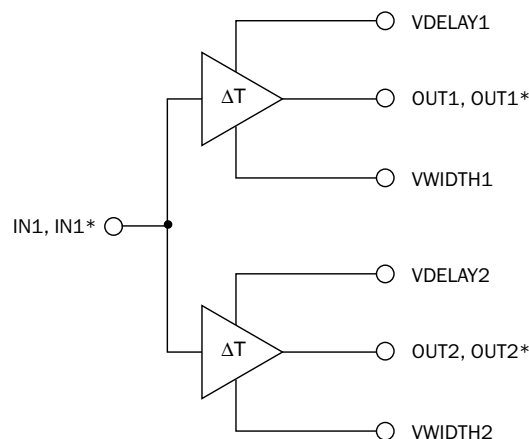 VDELAY1
ΔT
OUT1, OUT1*
VWIDTH1
IN1, IN1*
VDELAY2
ΔT
OUT2, OUT2*
VWIDTH2